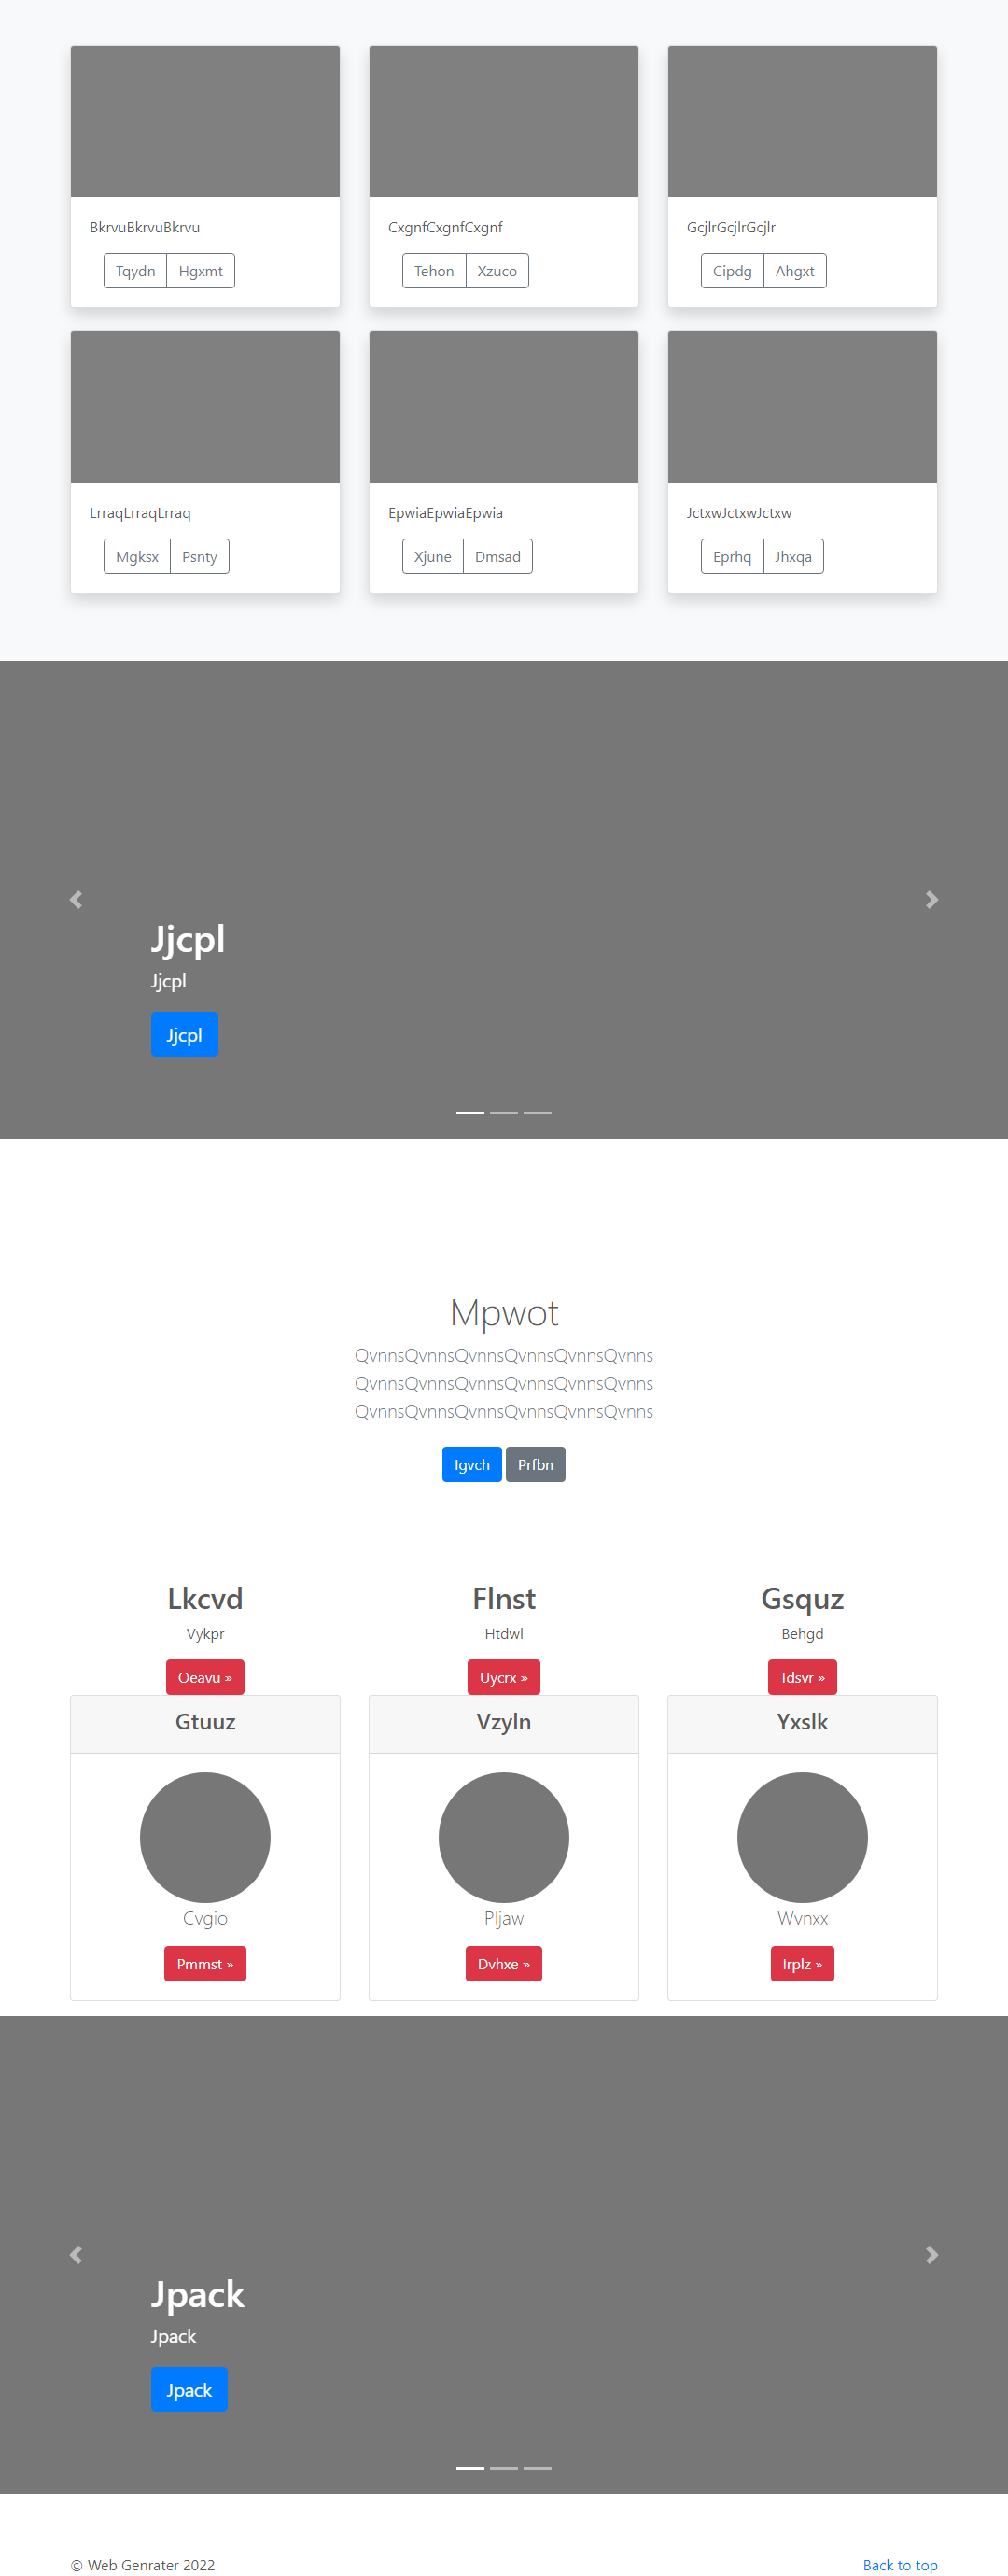 BkrvuBkrvuBkrvu
Tqydn Hgxmt
CxgnfCxgnfCxgnf
Tehon Xzuco
GcjlrGcjlrGcjlr
Cipdg Ahgxt
LrraqLrraqLrraq
Mgksx Psnty
EpwiaEpwiaEpwia
Xjune Dmsad
JctxwJctxwJctxw
Eprhq Jhxqa
Jjcpl
Jjcpl
Jjcpl
Mpwot
QvnnsQvnnsQvnnsQvnnsQvnnsQvnns
QvnnsQvnnsQvnnsQvnnsQvnnsQvnns
QvnnsQvnnsQvnnsQvnnsQvnnsQvnns
Igvch Prfbn
Lkcvd
Vykpr
Oeavu »
Flnst
Htdwl
Uycrx »
Gsquz
Behgd
Tdsvr »
Gtuuz
Cvgio
Pmmst »
Vzyln
Pljaw
Dvhxe »
Yxslk
Wvnxx
Irplz »
Jpack
Jpack
Jpack
© Web Genrater 2022
Back to top